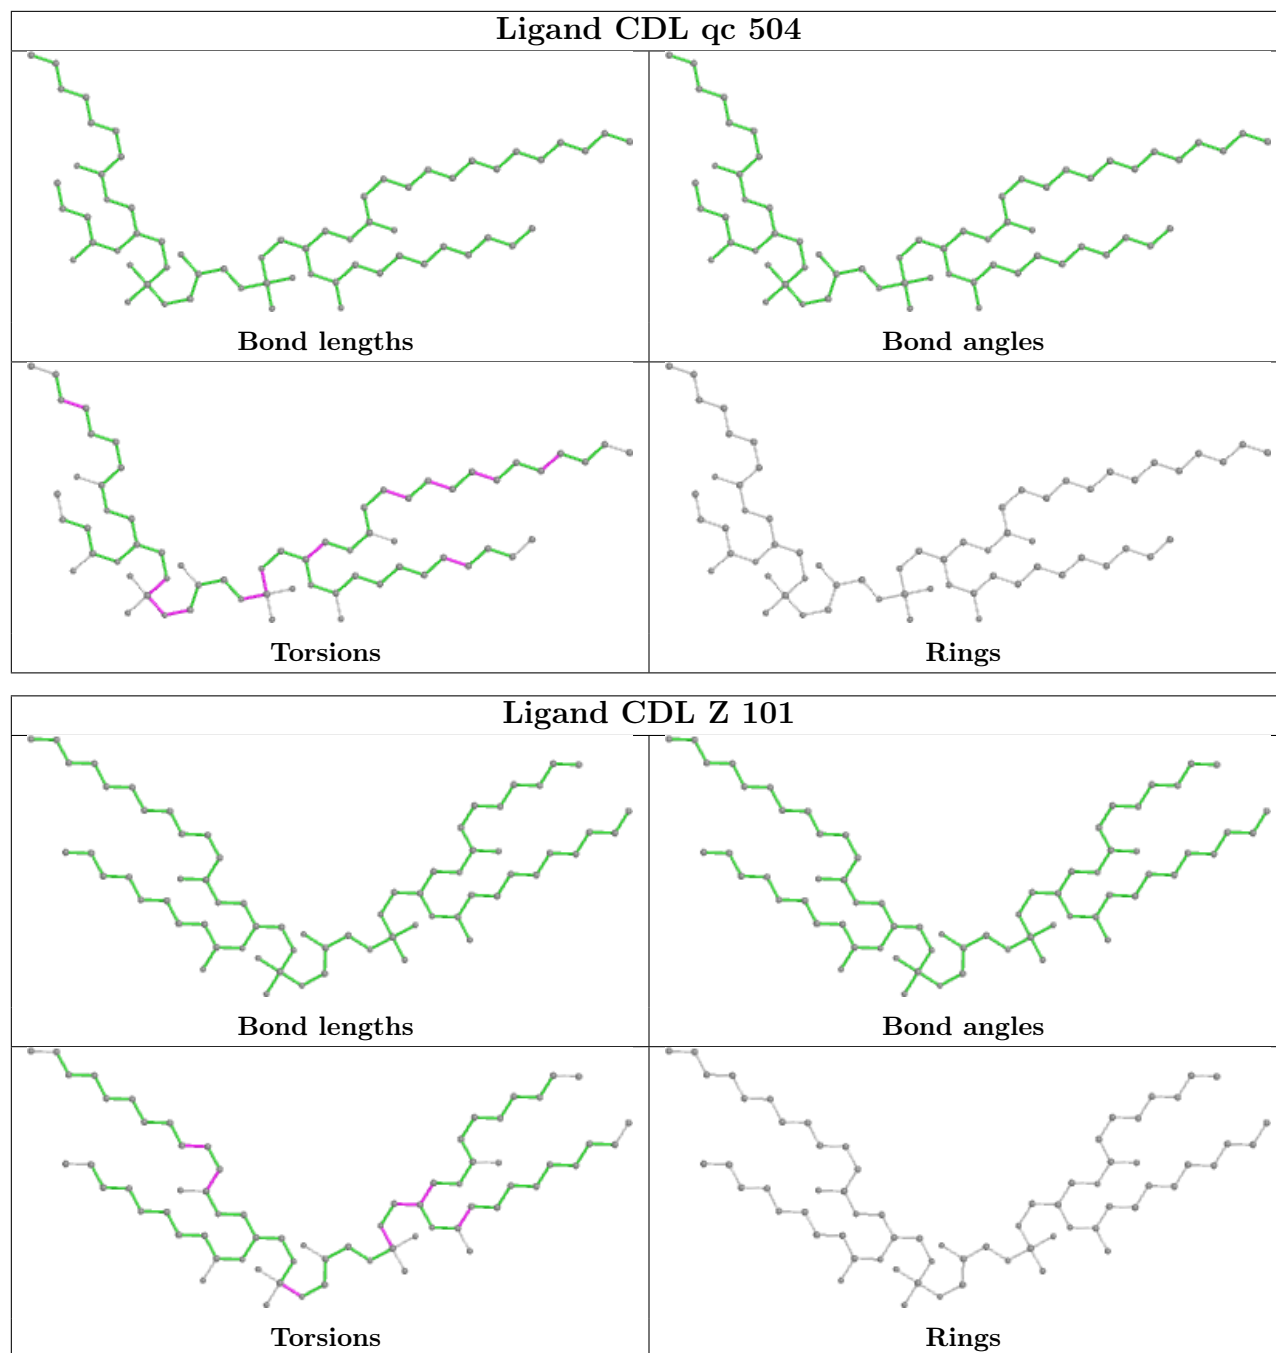 Ligand CDL qc 504
Bond lengths
Bond angles
Torsions
Rings
Ligand CDL Z 101
Bond lengths
Bond angles
Torsions
Rings